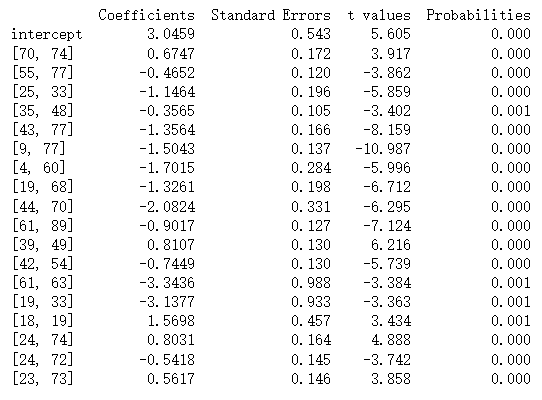 Coefficients Standard Errors t values Probabilities
intercept 3.0459 0.543 5.605 0.000
[70, 74] 0.6747 0.172 3.917 0.000
[55, 77] -0.4652 0.120 -3.862 0.000
[25, 33] -1.1464 0.196 -5.859 0.000
[35, 48] -0.3565 0.105 -3.402 0.001
[43, 77] -1.3564 0.166 -8.159 0.000
[9, 77] -1.5043 0.137 -10.987 0.000
[4, 60] -1.7015 0.284 -5.996 0.000
[19, 68] -1.3261 0.198 -6.712 0.000
[44, 70] -2.0824 0.331 -6.295 0.000
[61, 89] -0.9017 0.127 -7.124 0.000
[39, 49] 0.8107 0.130 6.216 0.000
[42, 54] -0.7449 0.130 -5.739 0.000
[61, 63] -3.3436 0.988 -3.384 0.001
[19, 33] -3.1377 0.933 -3.363 0.001
[18, 19] 1.5698 0.457 3.434 0.001
[24, 74] 0.8031 0.164 4.888 0.000
[24, 72] -0.5418 0.145 -3.742 0.000
[23, 73] 0.5617 0.146 3.858 0.000